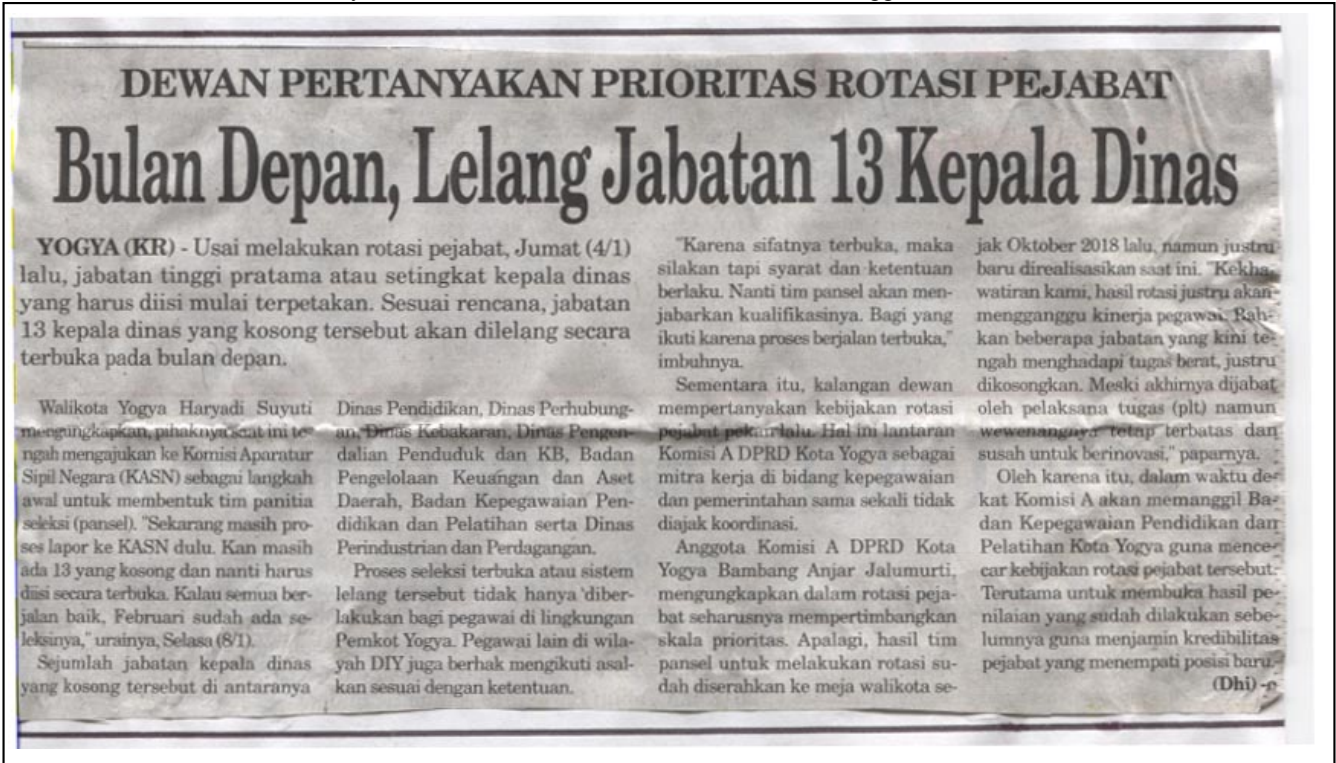 DEWAN PERTANYAKAN PRIORITAS ROTASI PEJABAT
Bulan Depan, Lelang Jabatan 13 Kepala Dinas
YOGYA (KR) - Usai melakukan rotasi pejabat, Jumat (4/1)
lalu, jabatan tinggi pratama atau setingkat kepala dinas
yang harus diisi mulai terpetakan. Sesuai rencana, jabatan
13 kepala dinas yang kosong tersebut akan dilelang secara
terbuka pada bulan depan.
Walikota Yogya Haryadi Suyuti
mengungkapkan, pihaknya saat ini te-
ngah mengajukan ke Komisi Aparatur
Sipil Negara (KASN) sebagai langkah
awal untuk membentuk tim panitia
seleksi (pansel). "Sekarang masih pro-
ses lapor ke KASN dulu. Kan masih
ada 13 yang kosong dan nanti harus
diisi secara terbuka. Kalau semua ber-
jalan baik, Februari sudah ada se-
leksinya," urainya, Selasa (8/1).
Sejumlah jabatan kepala dinas
yang kosong tersebut di antaranya
Dinas Pendidikan, Dinas Perhubung-
an, Dinas Kebakaran, Dinas Pengen-
dalian Penduduk dan KB, Badan
Pengelolaan Keuangan dan Aset
Daerah, Badan Kepegawaian Pen-
didikan dan Pelatihan serta Dinas
Perindustrian dan Perdagangan.
Proses seleksi terbuka atau sistem
lelang tersebut tidak hanya 'diber-
lakukan bagi pegawai di lingkungan
Pemkot Yogya. Pegawai lain di wila-
yah DIY juga berhak mengikuti asal-
kan sesuai dengan ketentuan.
"Karena sifatnya terbuka, maka
silakan tapi syarat dan ketentuan
berlaku. Nanti tim pansel akan men-
jabarkan kualifikasinya. Bagi yang
ikuti karena proses berjalan terbuka,"
imbuhnya.
Sementara itu, kalangan dewan
mempertanyakan kebijakan rotasi
pejabat pekan lalu. Hal ini lantaran
Komisi A DPRD Kota Yogya sebagai
mitra kerja di bidang kepegawaian
dan pemerintahan sama sekali tidak
diajak koordinasi.
Anggota Komisi A DPRD Kota
Yogya Bambang Anjar Jalumurti,
mengungkapkan dalam rotasi peja-
bat seharusnya mempertimbangkan
skala prioritas. Apalagi, hasil tim
pansel untuk melakukan rotasi su-
dah diserahkan ke meja walikota se-
jak Oktober 2018 lalu, namun justru
baru direalisasikan saat ini. "Kekha-
watiran kami, hasil rotasi justru akan
mengganggu kinerja pegawai. Bah-
kan beberapa jabatan yang kini te-
ngah menghadapi tugas berat, justru
dikosongkan. Meski akhirnya dijabat
oleh pelaksana tugas (plt) namun
wewenangnya tetap terbatas dan
susah untuk berinovasi," paparnya.
Oleh karena itu, dalam waktu de-
kat Komisi A akan memanggil Ba-
dan Kepegawaian Pendidikan dan
Pelatihan Kota Yogya guna mence-
car kebijakan rotasi pejabat tersebut.
Terutama untuk membuka hasil pe-
nilaian yang sudah dilakukan sebe-
lumnya guna menjamin kredibilitas
pejabat yang menempati posisi baru.
(Dhi)